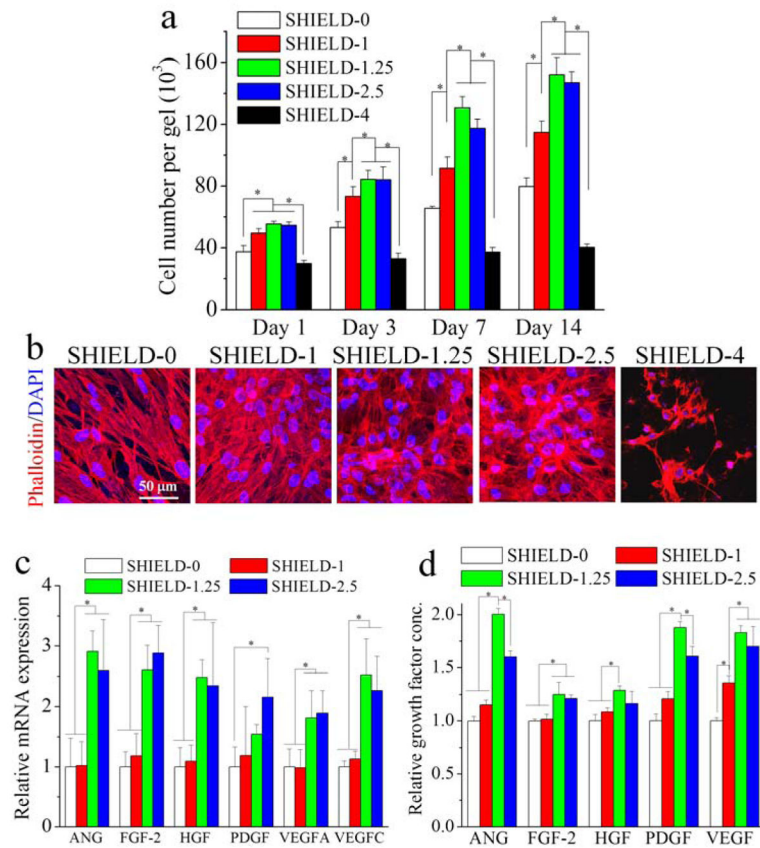 a
SHIELD-0
SHIELD-1
SHIELD-1.25
SHIELD-2.5
SHIELD-4
Cell number per gel (10³)
160
120
80
40
0
* * * * * * * * * * *
Day 1 Day 3 Day 7 Day 14
b
SHIELD-0 SHIELD-1 SHIELD-1.25 SHIELD-2.5 SHIELD-4
Phalloidin/DAPI
50 μm
c
SHIELD-0 SHIELD-1
SHIELD-1.25 SHIELD-2.5
Relative mRNA expression
4
3
2
1
0
* * * * * *
ANG FGF-2 HGF PDGF VEGFA VEGFC
d
SHIELD-0 SHIELD-1
SHIELD-1.25 SHIELD-2.5
Relative growth factor conc.
2.0
1.5
1.0
0.5
0.0
* * * * * * * *
ANG FGF-2 HGF PDGF VEGF